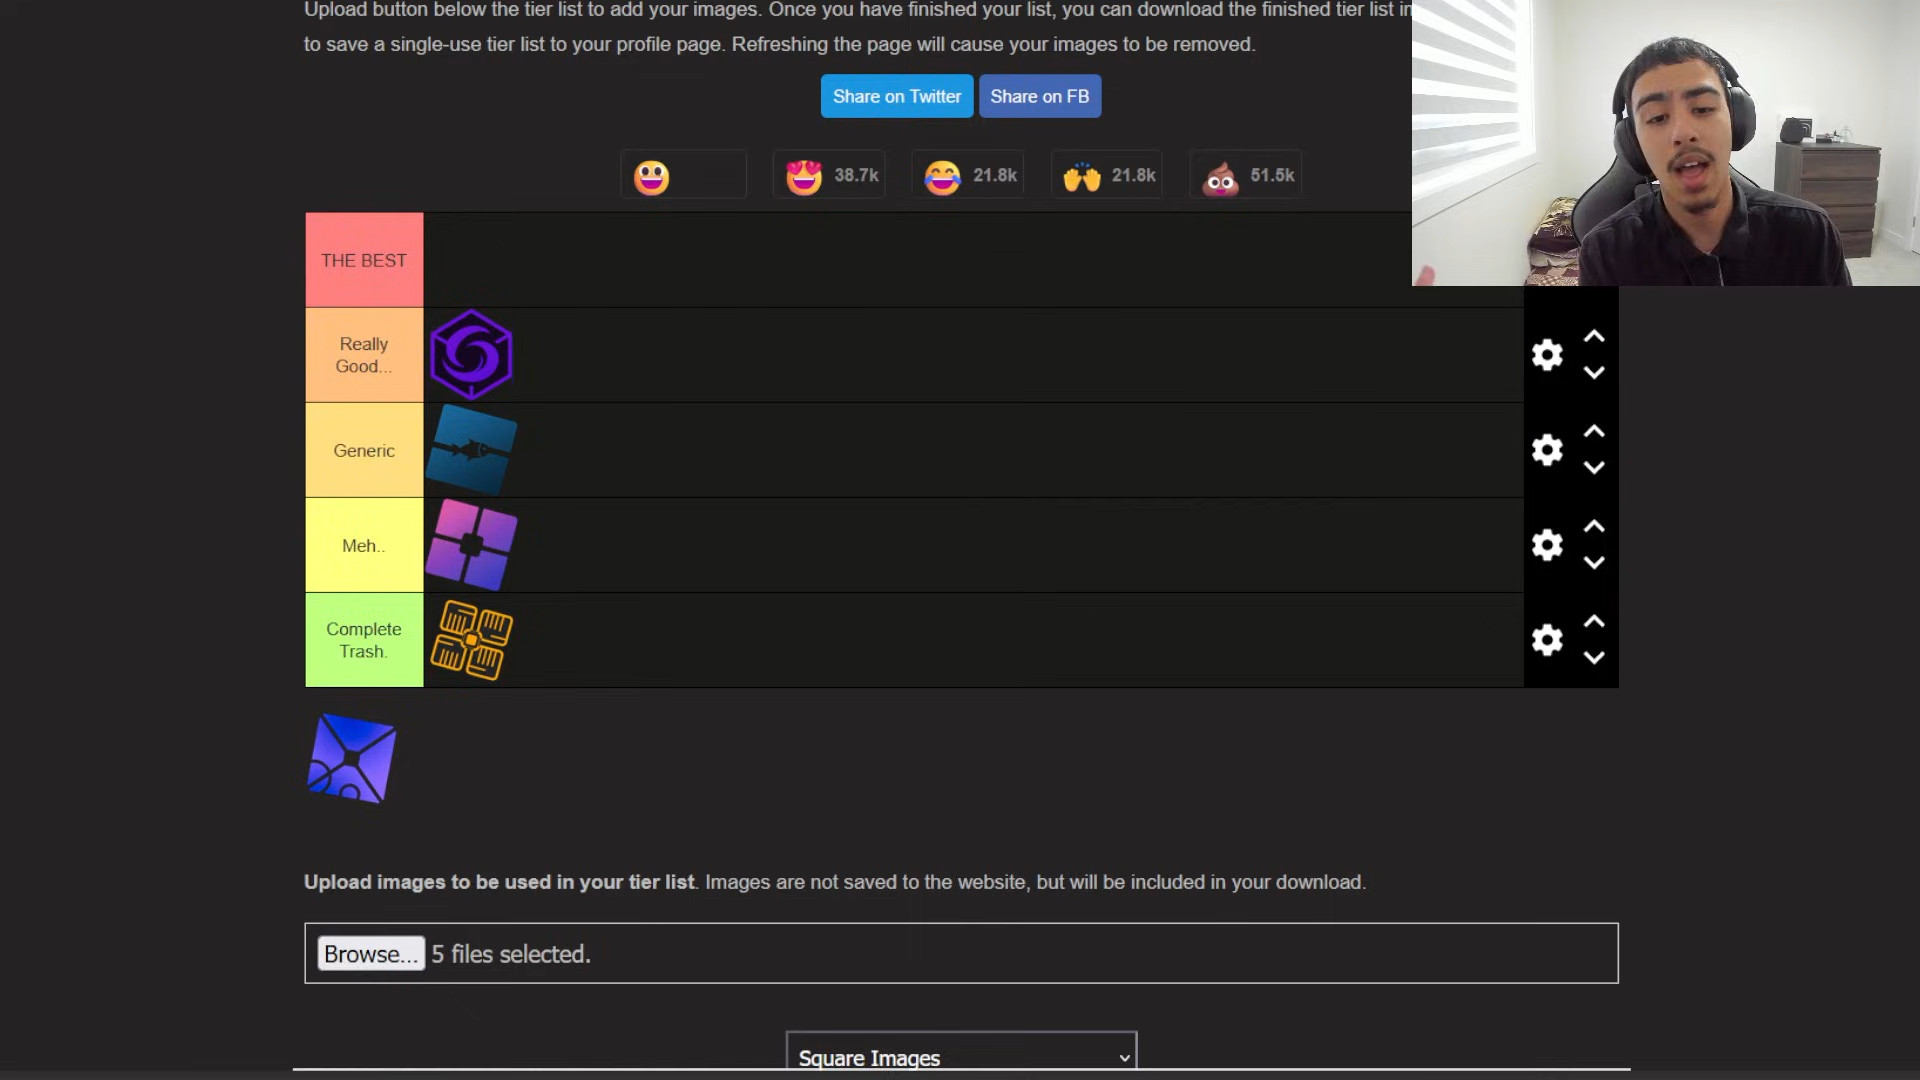 Upload button below the tier list to add your images. Once you have finished your list, you can download the finished tier list in
to save a single-use tier list to your profile page. Refreshing the page will cause your images to be removed.
Share on Twitter
Share on FB
38.7k
21.8k
21.8k
51.5k
THE BEST
Really
Good...
Generic
Meh..
Complete
Trash.
Upload images to be used in your tier list. Images are not saved to the website, but will be included in your download.
Browse... 5 files selected.
Square Images